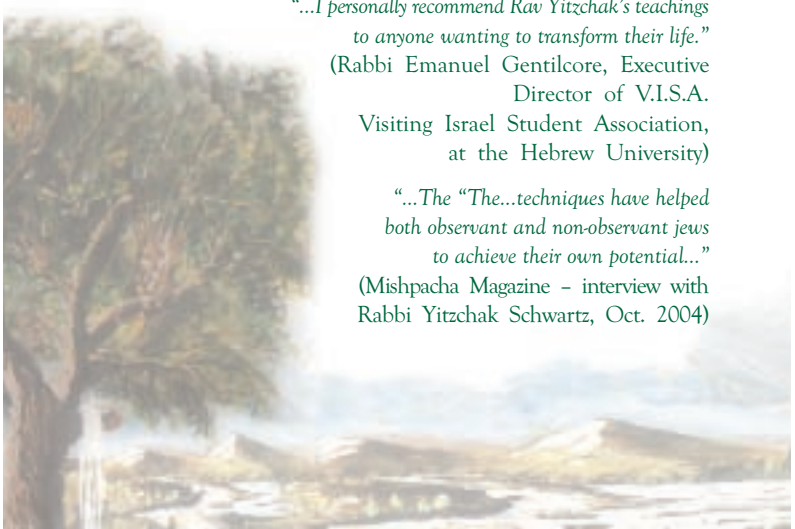 “...I personally recommend Rav Yitzchak’s teachings
to anyone wanting to transform their life.”
(Rabbi Emanuel Gentilcore, Executive
Director of V.I.S.A.
Visiting Israel Student Association,
at the Hebrew University)
“...The “The...techniques have helped
both observant and non-observant jews
to achieve their own potential...”
(Mishpacha Magazine – interview with
Rabbi Yitzchak Schwartz, Oct. 2004)